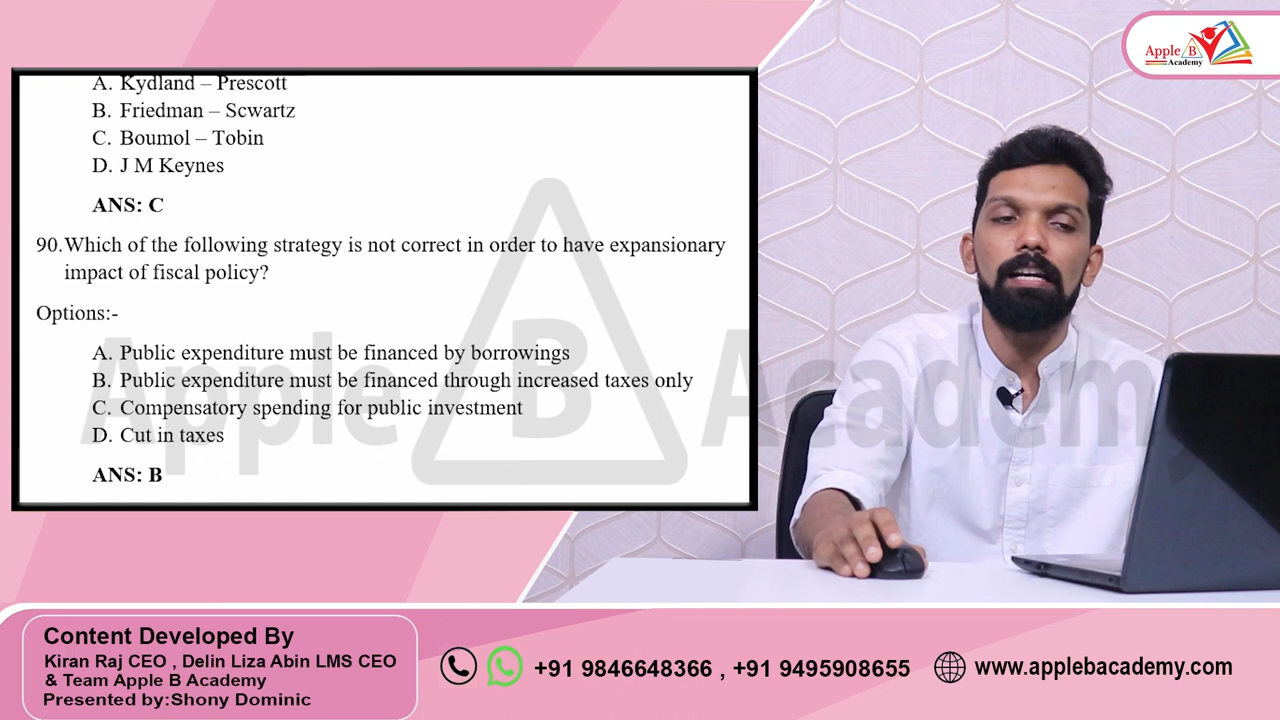 Apple B
Academy
A. Kydland – Prescott
B. Friedman – Scwartz
C. Boumol – Tobin
D. J M Keynes
ANS: C
90. Which of the following strategy is not correct in order to have expansionary
impact of fiscal policy?
Options:-
A. Public expenditure must be financed by borrowings
B. Public expenditure must be financed through increased taxes only
C. Compensatory spending for public investment
D. Cut in taxes
ANS: B
Apple B Academy
Content Developed By
Kiran Raj CEO , Delin Liza Abin LMS CEO
& Team Apple B Academy
Presented by:Shony Dominic
+91 9846648366 , +91 9495908655
www.applebacademy.com